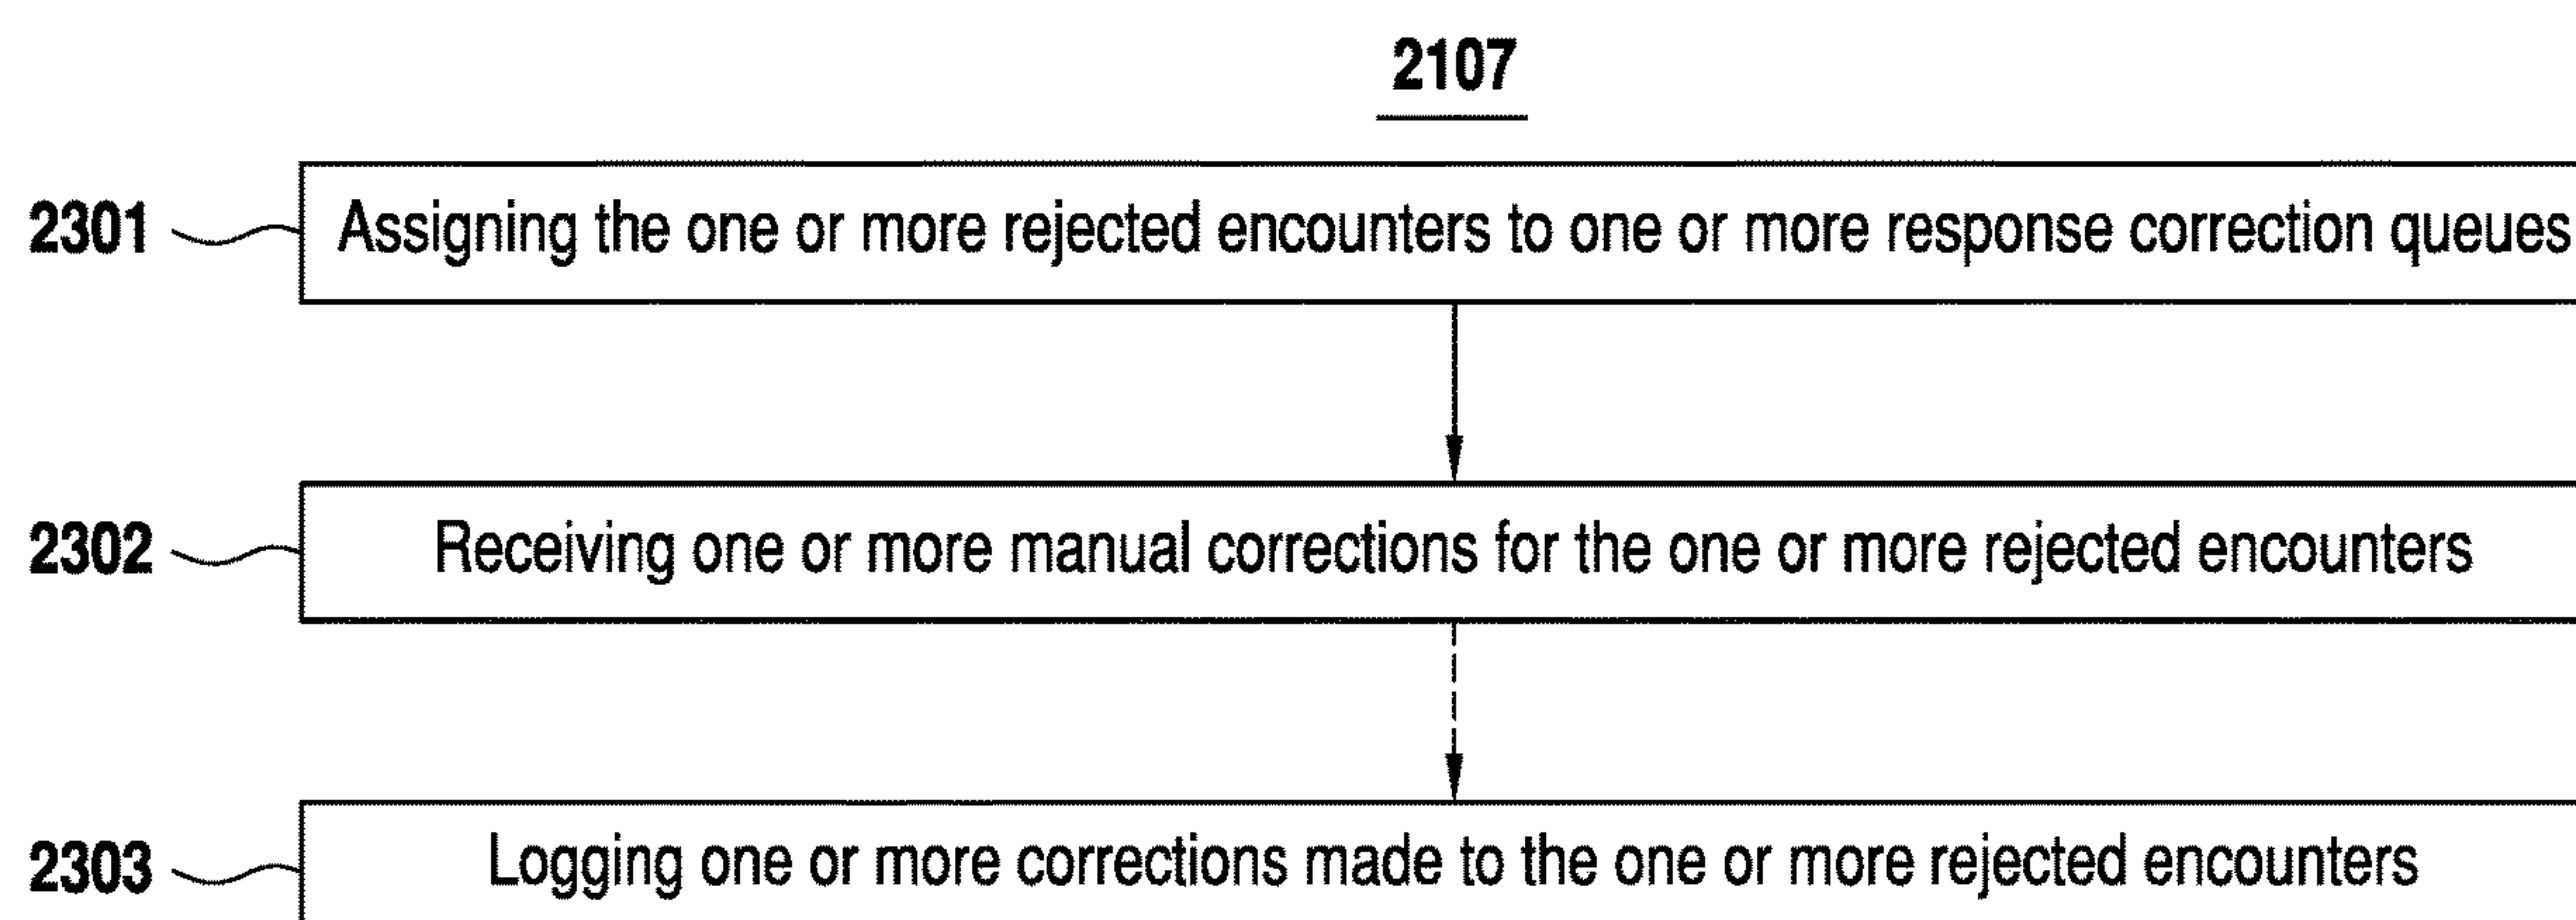 2107
2301 Assigning the one or more rejected encounters to one or more response correction queues
2302 Receiving one or more manual corrections for the one or more rejected encounters
2303 Logging one or more corrections made to the one or more rejected encounters